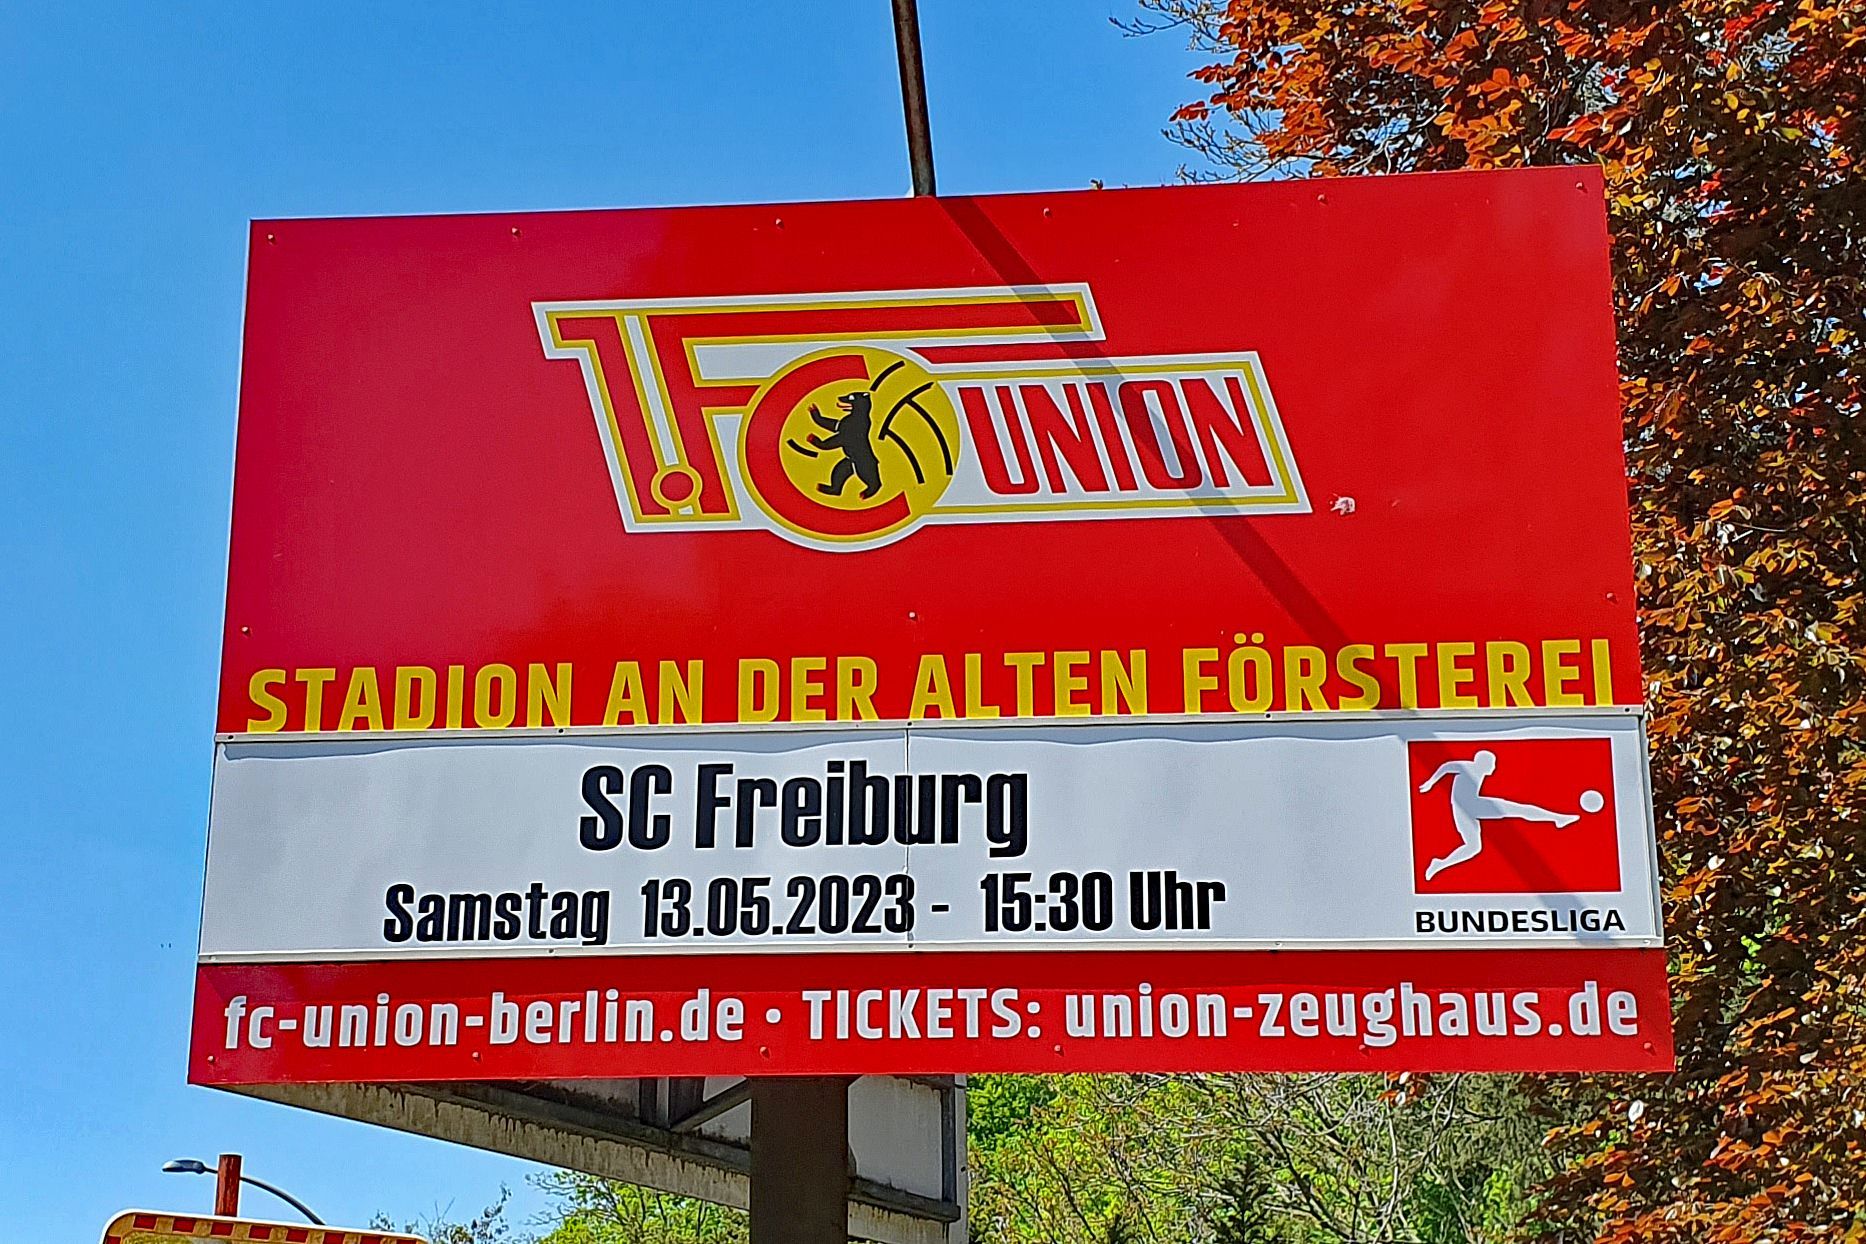 1.FC UNION
STADION AN DER ALTEN FÖRSTEREI
SC Freiburg
Samstag 13.05.2023 - 15:30 Uhr
BUNDESLIGA
fc-union-berlin.de • TICKETS: union-zeughaus.de